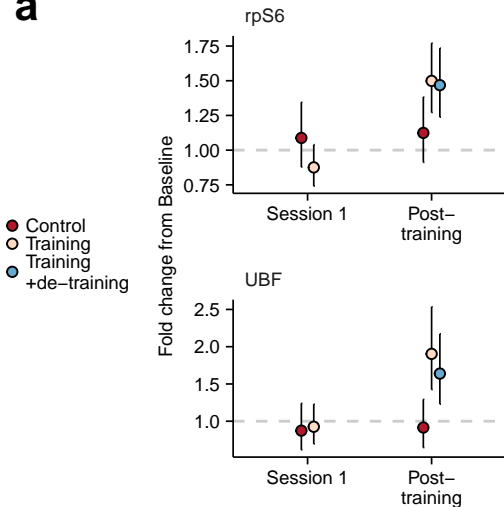 a
rpS6
1.75
1.50
1.25
1.00
0.75
Session 1
Post−
training
Control
Training
Training
+de−training
Fold change from Baseline
UBF
2.5
2.0
1.5
1.0
Session 1
Post−
training